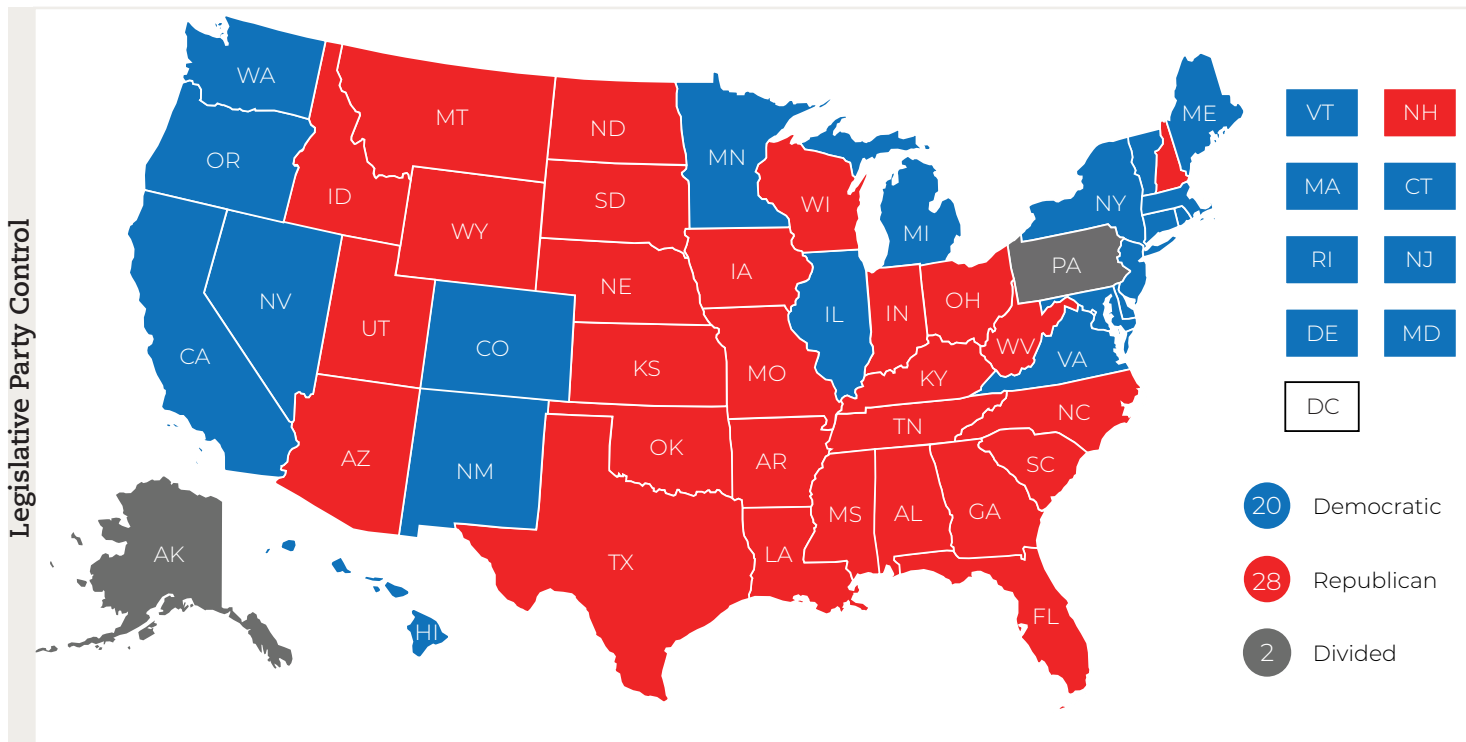 Legislative Party Control
WA
MT
ND
MN
ME
VT
NH
OR
ID
SD
WI
NY
MA
CT
WY
MI
RI
NJ
NV
NE
IA
PA
UT
CO
IL
IN
OH
DE
MD
CA
KS
MO
KY
WV
VA
DC
AZ
NM
OK
AR
TN
NC
SC
20 Democratic
AK
TX
LA
MS
AL
GA
28 Republican
HI
FL
2 Divided